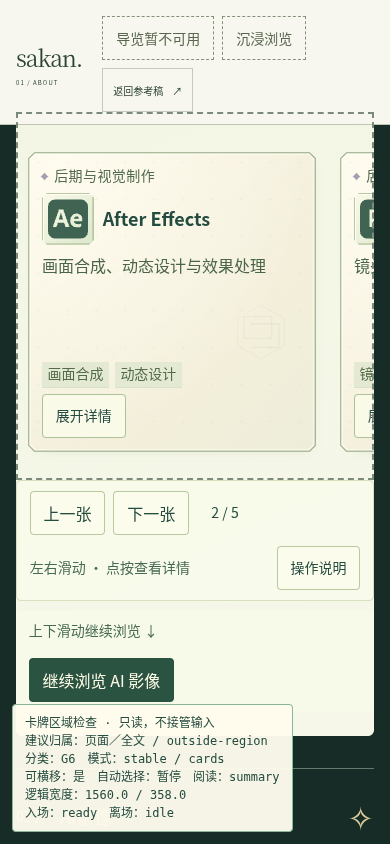 sakan.
01 / ABOUT
导览暂不可用
沉浸浏览
返回参考稿 ↗
后期与视觉制作
Ae
After Effects
画面合成、动态设计与效果处理
画面合成 动态设计
展开详情
镜
上一张 下一张 2 / 5
左右滑动 · 点按查看详情
操作说明
上下滑动继续浏览 ↓
继续浏览 AI 影像
卡牌区域检查 · 只读，不接管输入
建议归属：页面／全文 / outside-region
分类：G6 模式：stable / cards
可横移：是 自动选择：暂停 阅读：summary
逻辑宽度：1560.0 / 358.0
入场：ready 离场：idle